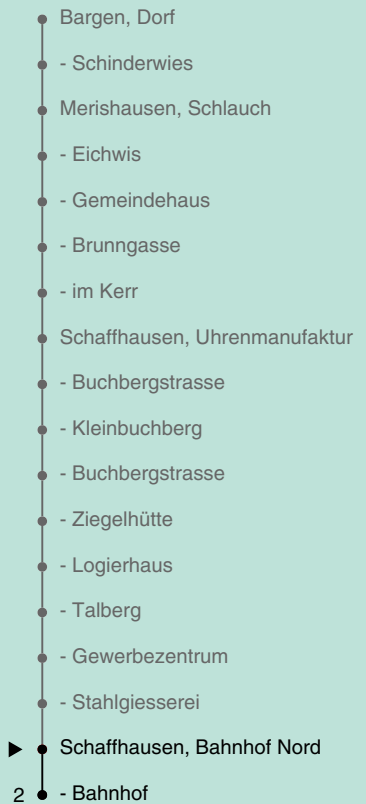 Bargen, Dorf
- Schinderwies
Merishausen, Schlauch
- Eichwis
- Gemeindehaus
- Brunngasse
- im Kerr
Schaffhausen, Uhrenmanufaktur
- Buchbergstrasse
- Kleinbuchberg
- Buchbergstrasse
- Ziegelhütte
- Logierhaus
- Talberg
- Gewerbezentrum
- Stahlgiesserei
Schaffhausen, Bahnhof Nord
2 - Bahnhof